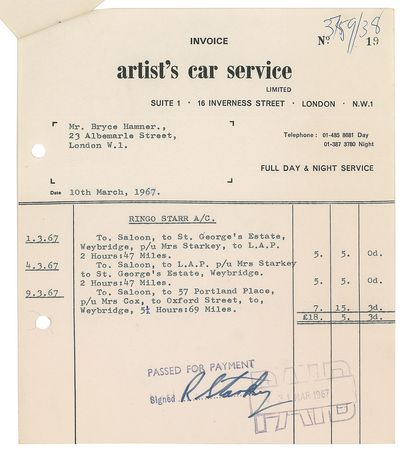 INVOICE
No. 3/59/38
19
artist's car service
LIMITED
SUITE 1 · 16 INVERNESS STREET · LONDON · N.W.1
Mr. Bryce Hamner.,
23 Albemarle Street,
London W.1.
Telephone: 01-485 8681 Day
01-387 3780 Night
FULL DAY & NIGHT SERVICE
Date 10th March, 1967.
RINGO STARR A/C.
1.3.67 To. Saloon, to St. George's Estate,
Weybridge, p/u Mrs Starkey, to L.A.P.
2 Hours:47 Miles. 5. 5. 0d.
4.3.67 To. Saloon, to L.A.P. p/u Mrs Starkey
to St. George's Estate, Weybridge.
2 Hours:47 Miles. 5. 5. 0d.
9.3.67 To. Saloon, to 57 Portland Place,
p/u Mrs Cox, to Oxford Street, to,
Weybridge, 5½ Hours:69 Miles. 7. 15. 3d.
£18. 5. 3d.
PASSED FOR PAYMENT
Signed R Starkey
31 MAR 1967